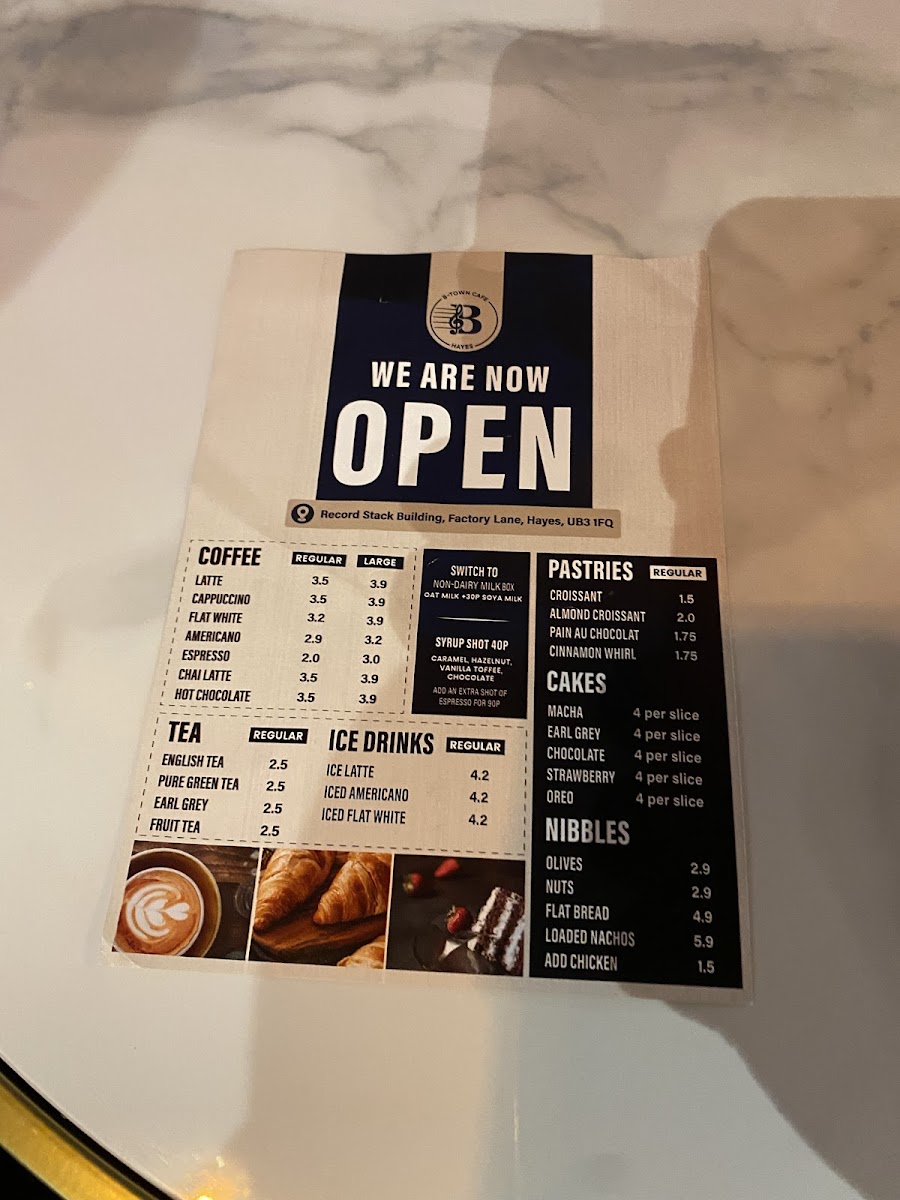 B-TOWN CAFE
B
HAYES
WE ARE NOW
OPEN
Record Stack Building, Factory Lane, Hayes, UB3 1FQ
COFFEE REGULAR LARGE
LATTE 3.5 3.9
CAPPUCCINO 3.5 3.9
FLAT WHITE 3.2 3.9
AMERICANO 2.9 3.2
ESPRESSO 2.0 3.0
CHAI LATTE 3.5 3.9
HOT CHOCOLATE 3.5 3.9
SWITCH TO
NON-DAIRY MILK BOX
OAT MILK +30P SOYA MILK
SYRUP SHOT 40P
CARAMEL, HAZELNUT,
VANILLA TOFFEE,
CHOCOLATE
ADD AN EXTRA SHOT OF
ESPRESSO FOR 90P
TEA REGULAR
ENGLISH TEA 2.5
PURE GREEN TEA 2.5
EARL GREY 2.5
FRUIT TEA 2.5
ICE DRINKS REGULAR
ICE LATTE 4.2
ICED AMERICANO 4.2
ICED FLAT WHITE 4.2
PASTRIES REGULAR
CROISSANT 1.5
ALMOND CROISSANT 2.0
PAIN AU CHOCOLAT 1.75
CINNAMON WHIRL 1.75
CAKES
MACHA 4 per slice
EARL GREY 4 per slice
CHOCOLATE 4 per slice
STRAWBERRY 4 per slice
OREO 4 per slice
NIBBLES
OLIVES 2.9
NUTS 2.9
FLAT BREAD 4.9
LOADED NACHOS 5.9
ADD CHICKEN 1.5